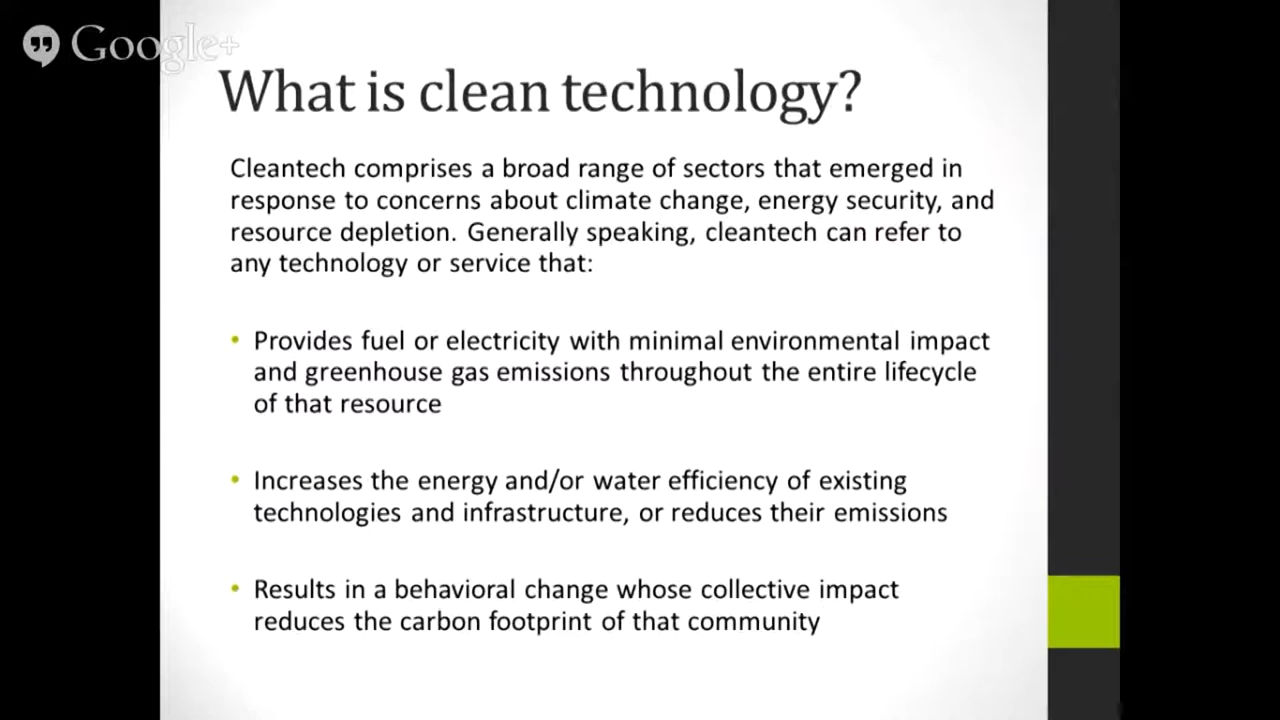 Google+
What is clean technology?
Cleantech comprises a broad range of sectors that emerged in
response to concerns about climate change, energy security, and
resource depletion. Generally speaking, cleantech can refer to
any technology or service that:
• Provides fuel or electricity with minimal environmental impact
and greenhouse gas emissions throughout the entire lifecycle
of that resource
• Increases the energy and/or water efficiency of existing
technologies and infrastructure, or reduces their emissions
• Results in a behavioral change whose collective impact
reduces the carbon footprint of that community